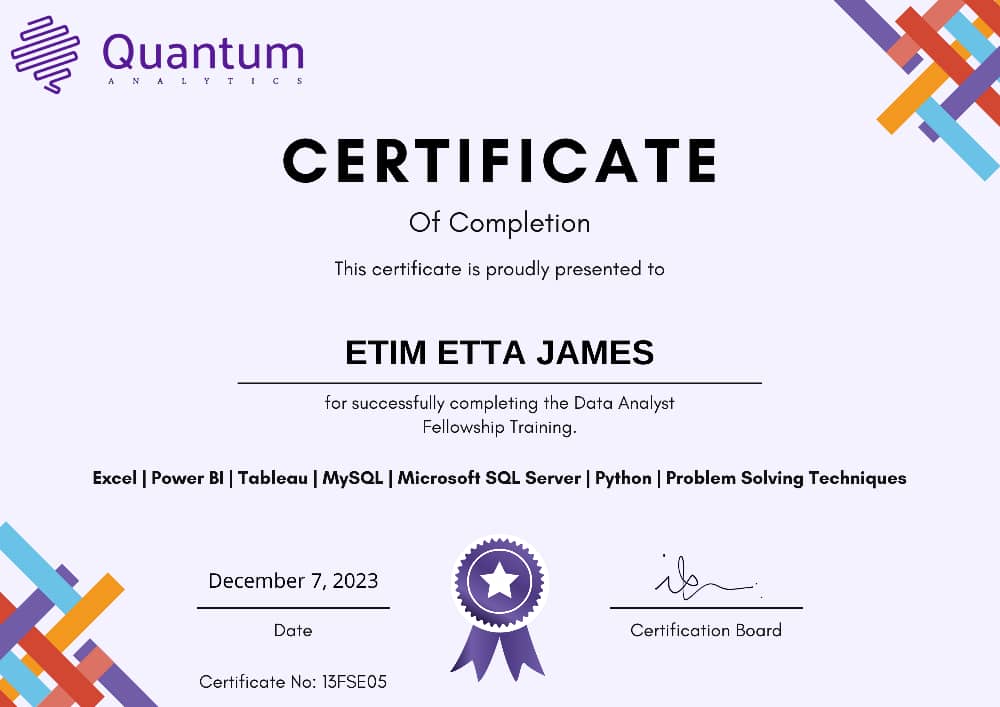 Quantum
ANALYTICS
CERTIFICATE
Of Completion
This certificate is proudly presented to
ETIM ETTA JAMES
for successfully completing the Data Analyst
Fellowship Training.
Excel | Power BI | Tableau | MySQL | Microsoft SQL Server | Python | Problem Solving Techniques
December 7, 2023
Date
Certification Board
Certificate No: 13FSE05